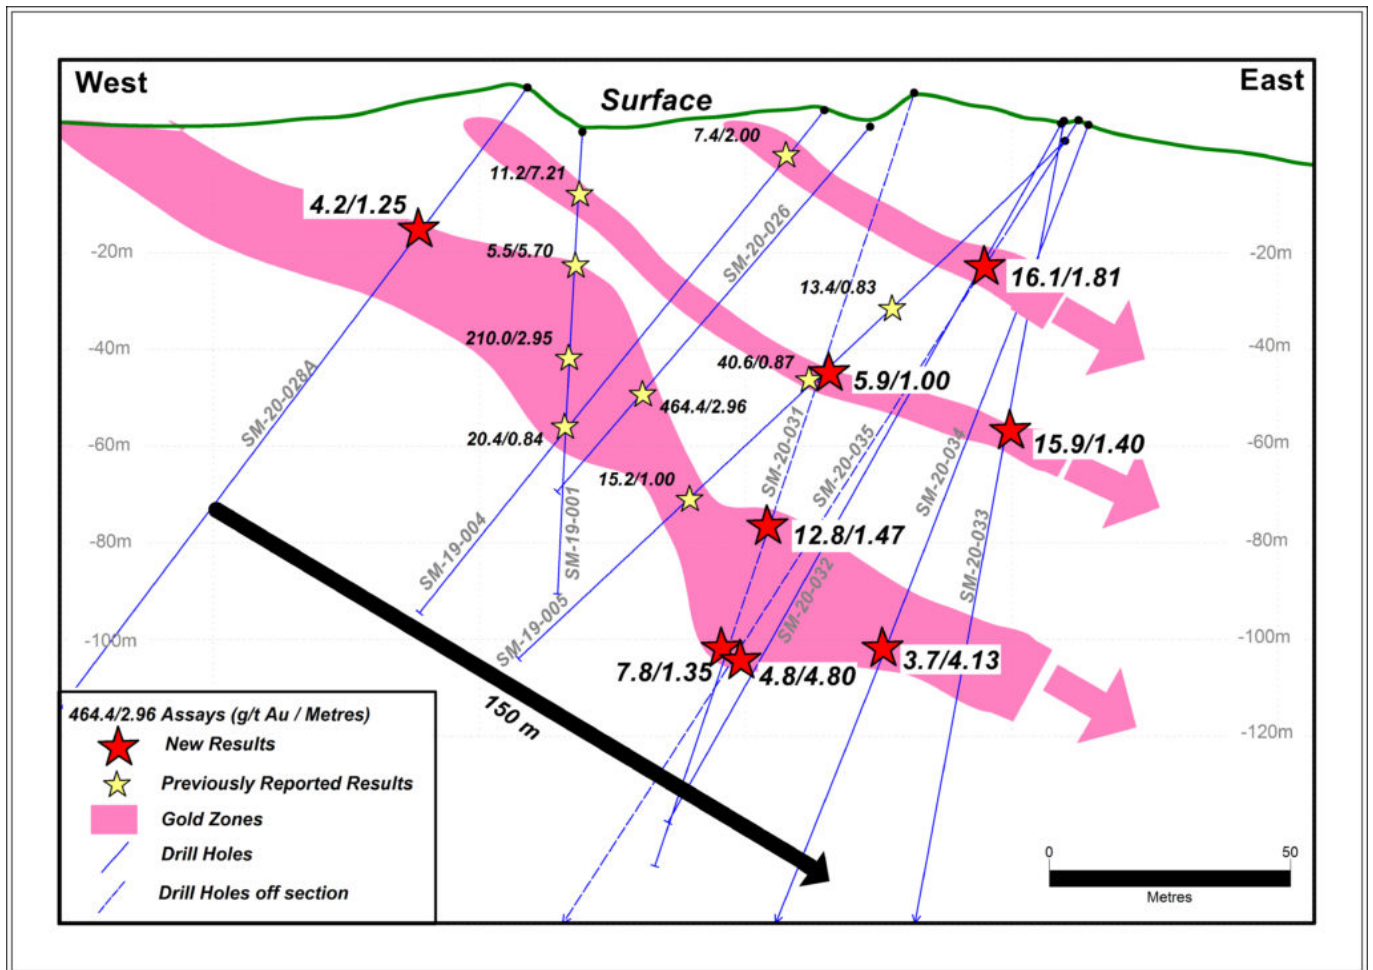 West
East
Surface
7.4/2.00
11.2/7.21
4.2/1.25
SM-20-026
5.5/5.70
-20m
-20m
13.4/0.83
16.1/1.81
210.0/2.95
-40m
-40m
40.6/0.87
5.9/1.00
SM-20-028A
464.4/2.96
20.4/0.84
SM-20-031
SM-20-035
SM-20-034
-60m
-60m
15.9/1.40
15.2/1.00
SM-19-004
SM-19-001
12.8/1.47
SM-20-033
-80m
-80m
SM-20-032
SM-19-005
-100m
-100m
7.8/1.35
4.8/4.80
3.7/4.13
150 m
-120m
464.4/2.96 Assays (g/t Au / Metres)
New Results
Previously Reported Results
Gold Zones
Drill Holes
Drill Holes off section
0 50
Metres